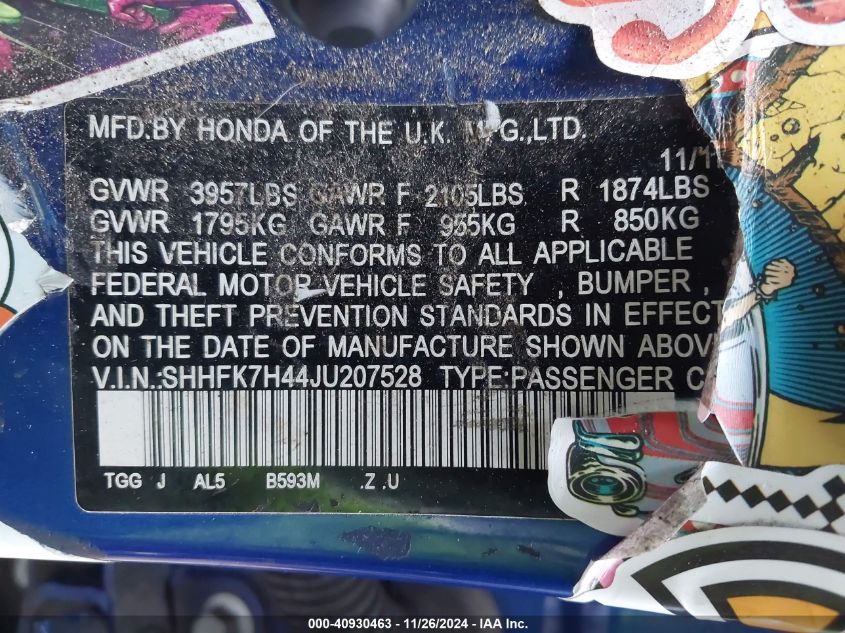 MFD.BY HONDA OF THE U.K. MFG.,LTD.
11/1
GVWR 3957LBS GAWR F 2105LBS R 1874LBS
GVWR 1795KG GAWR F 955KG R 850KG
THIS VEHICLE CONFORMS TO ALL APPLICABLE
FEDERAL MOTOR VEHICLE SAFETY , BUMPER ,
AND THEFT PREVENTION STANDARDS IN EFFECT
ON THE DATE OF MANUFACTURE SHOWN ABOV
V.I.N.:SHHFK7H44JU207528 TYPE:PASSENGER C
TGG J AL5 B593M .Z .U
000-40930463 - 11/26/2024 - IAA Inc.